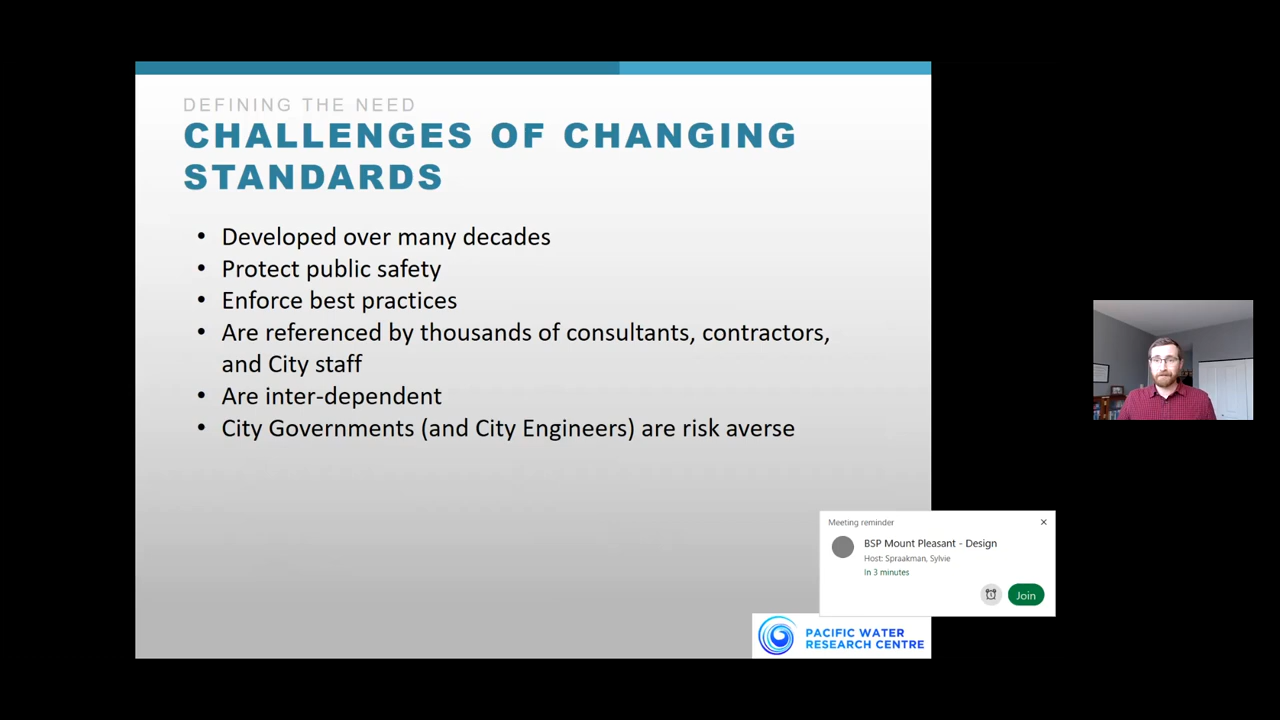 DEFINING THE NEED
CHALLENGES OF CHANGING
STANDARDS
• Developed over many decades
• Protect public safety
• Enforce best practices
• Are referenced by thousands of consultants, contractors,
and City staff
• Are inter-dependent
• City Governments (and City Engineers) are risk averse
Meeting reminder
BSP Mount Pleasant - Design
Host: Spraakman, Sylvie
In 3 minutes
Join
PACIFIC WATER
RESEARCH CENTRE